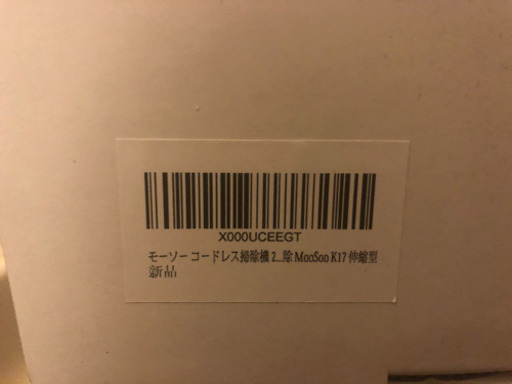 X000UCEEGT
モーソー コードレス掃除機 2...除 MooSoo K17 伸縮型
新品